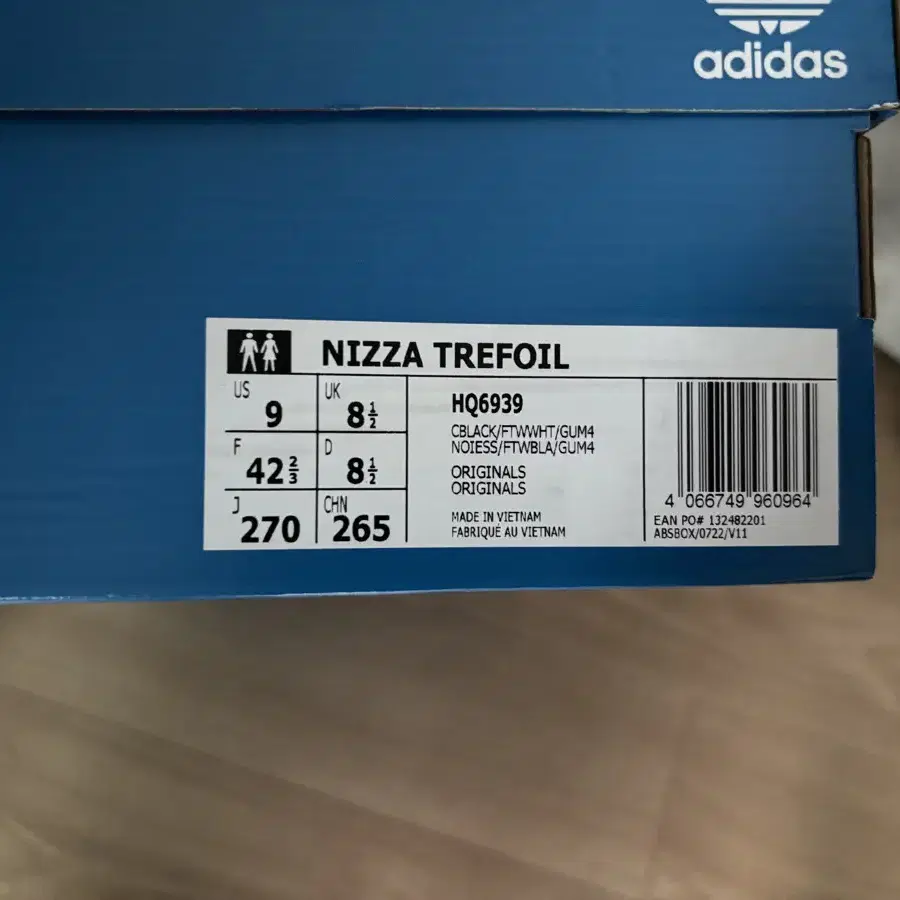 adidas
NIZZA TREFOIL
US 9 UK 8½
F 42⅔ D 8½
J 270 CHN 265
HQ6939
CBLACK/FTWWHT/GUM4
NOIESS/FTWBLA/GUM4
ORIGINALS
ORIGINALS
MADE IN VIETNAM
FABRIQUÉ AU VIETNAM
4 066749 960964
EAN PO# 132482201
ABSBOX/0722/V11